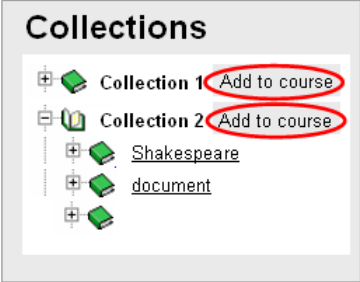 Collections
Collection 1 Add to course
Collection 2 Add to course
Shakespeare
document